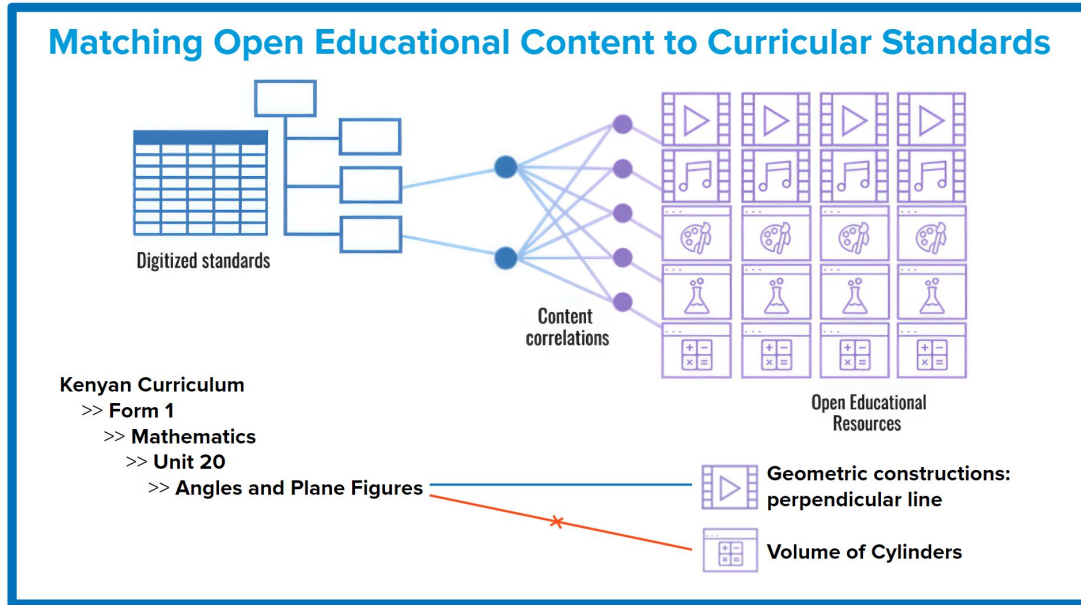 Matching Open Educational Content to Curricular Standards
Digitized standards
Content
correlations
Open Educational
Resources
Kenyan Curriculum
>> Form 1
>> Mathematics
>> Unit 20
>> Angles and Plane Figures
Geometric constructions:
perpendicular line
Volume of Cylinders